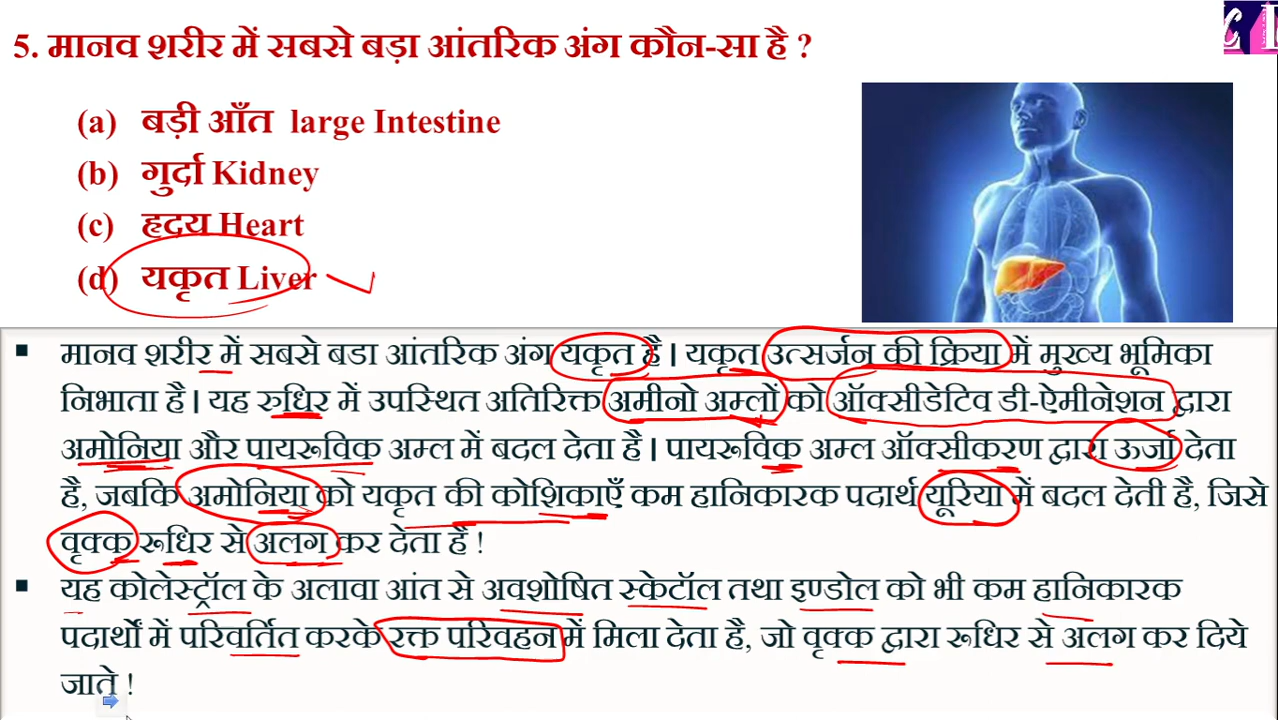 5. मानव शरीर में सबसे बड़ा आंतरिक अंग कौन-सा है ?
(a) बड़ी आँत large Intestine
(b) गुर्दा Kidney
(c) हृदय Heart
(d) यकृत Liver
▪ मानव शरीर में सबसे बडा आंतरिक अंग यकृत है। यकृत उत्सर्जन की क्रिया में मुख्य भूमिका
निभाता है। यह रुधिर में उपस्थित अतिरिक्त अमीनो अम्लों को ऑक्सीडेटिव डी-ऐमीनेशन द्वारा
अमोनिया और पायरूविक अम्ल में बदल देता है। पायरूविक अम्ल ऑक्सीकरण द्वारा ऊर्जा देता
है, जबकि अमोनिया को यकृत की कोशिकाएँ कम हानिकारक पदार्थ यूरिया में बदल देती है, जिसे
वृक्क रूधिर से अलग कर देता है !
▪ यह कोलेस्ट्रॉल के अलावा आंत से अवशोषित स्केटॉल तथा इण्डोल को भी कम हानिकारक
पदार्थों में परिवर्तित करके रक्त परिवहन में मिला देता है, जो वृक्क द्वारा रूधिर से अलग कर दिये
जाते !